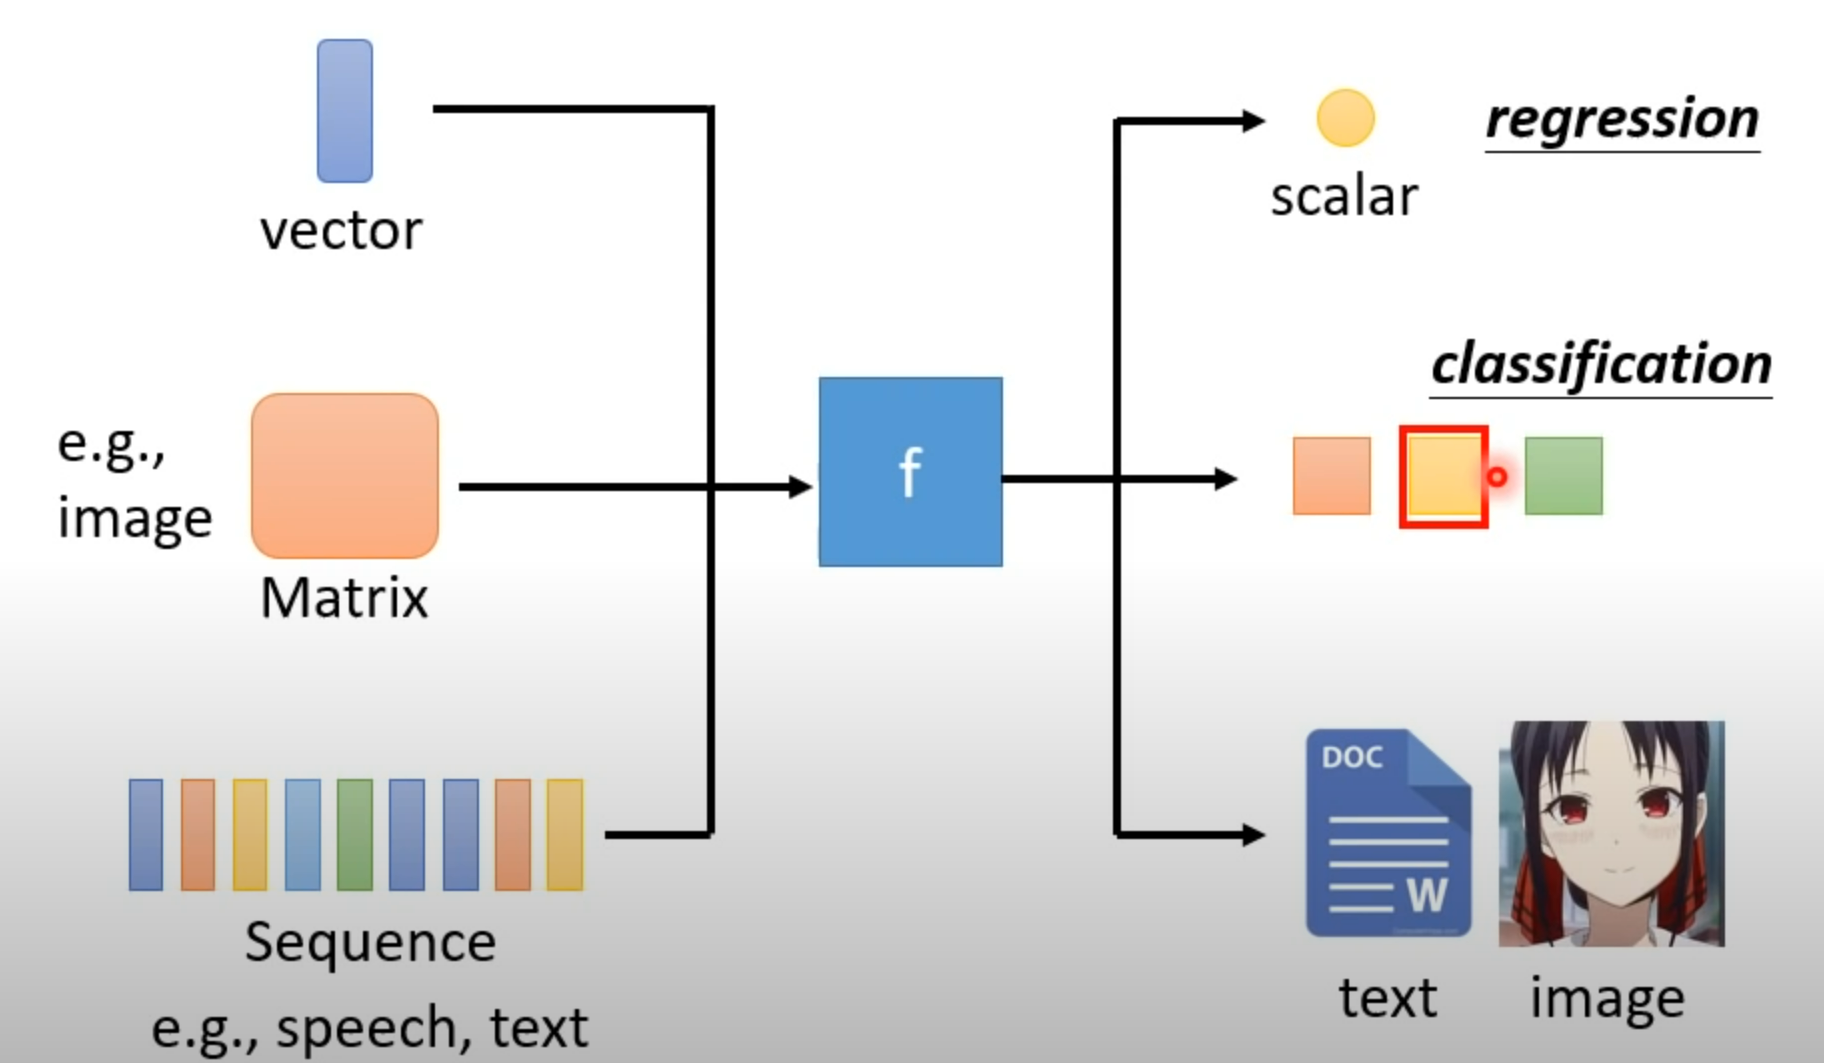 vector
e.g.,
image
Matrix
Sequence
e.g., speech, text
f
regression
scalar
classification
DOC
W
text
image